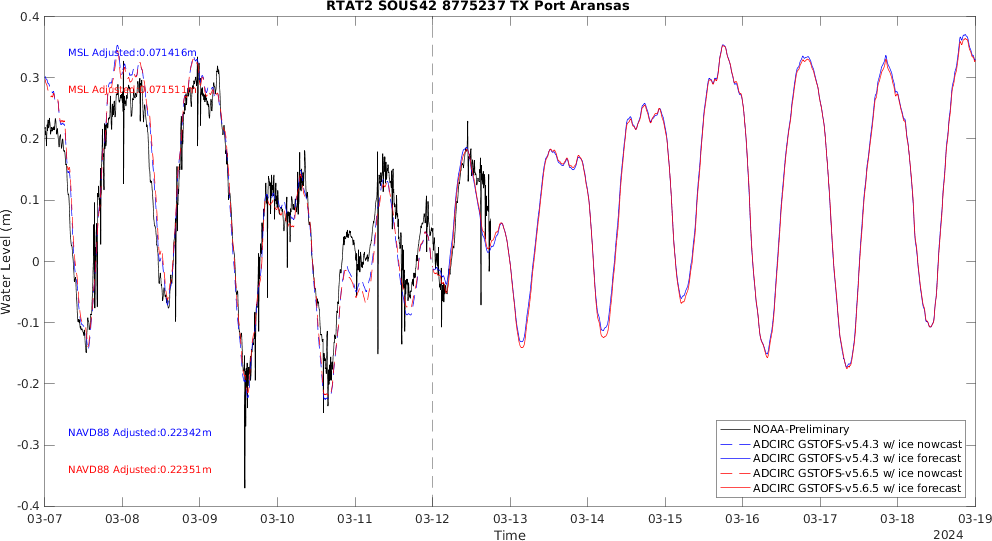 RTAT2 SOUS42 8775237 TX Port Aransas
0.4
0.3
0.2
0.1
0
-0.1
-0.2
-0.3
-0.4
Water Level (m)
MSL Adjusted:0.071416m
MSL Adjusted:0.071511m
NAVD88 Adjusted:0.22342m
NAVD88 Adjusted:0.22351m
NOAA-Preliminary
ADCIRC GSTOFS-v5.4.3 w/ ice nowcast
ADCIRC GSTOFS-v5.4.3 w/ ice forecast
ADCIRC GSTOFS-v5.6.5 w/ ice nowcast
ADCIRC GSTOFS-v5.6.5 w/ ice forecast
03-07 03-08 03-09 03-10 03-11 03-12 03-13 03-14 03-15 03-16 03-17 03-18 03-19
Time
2024